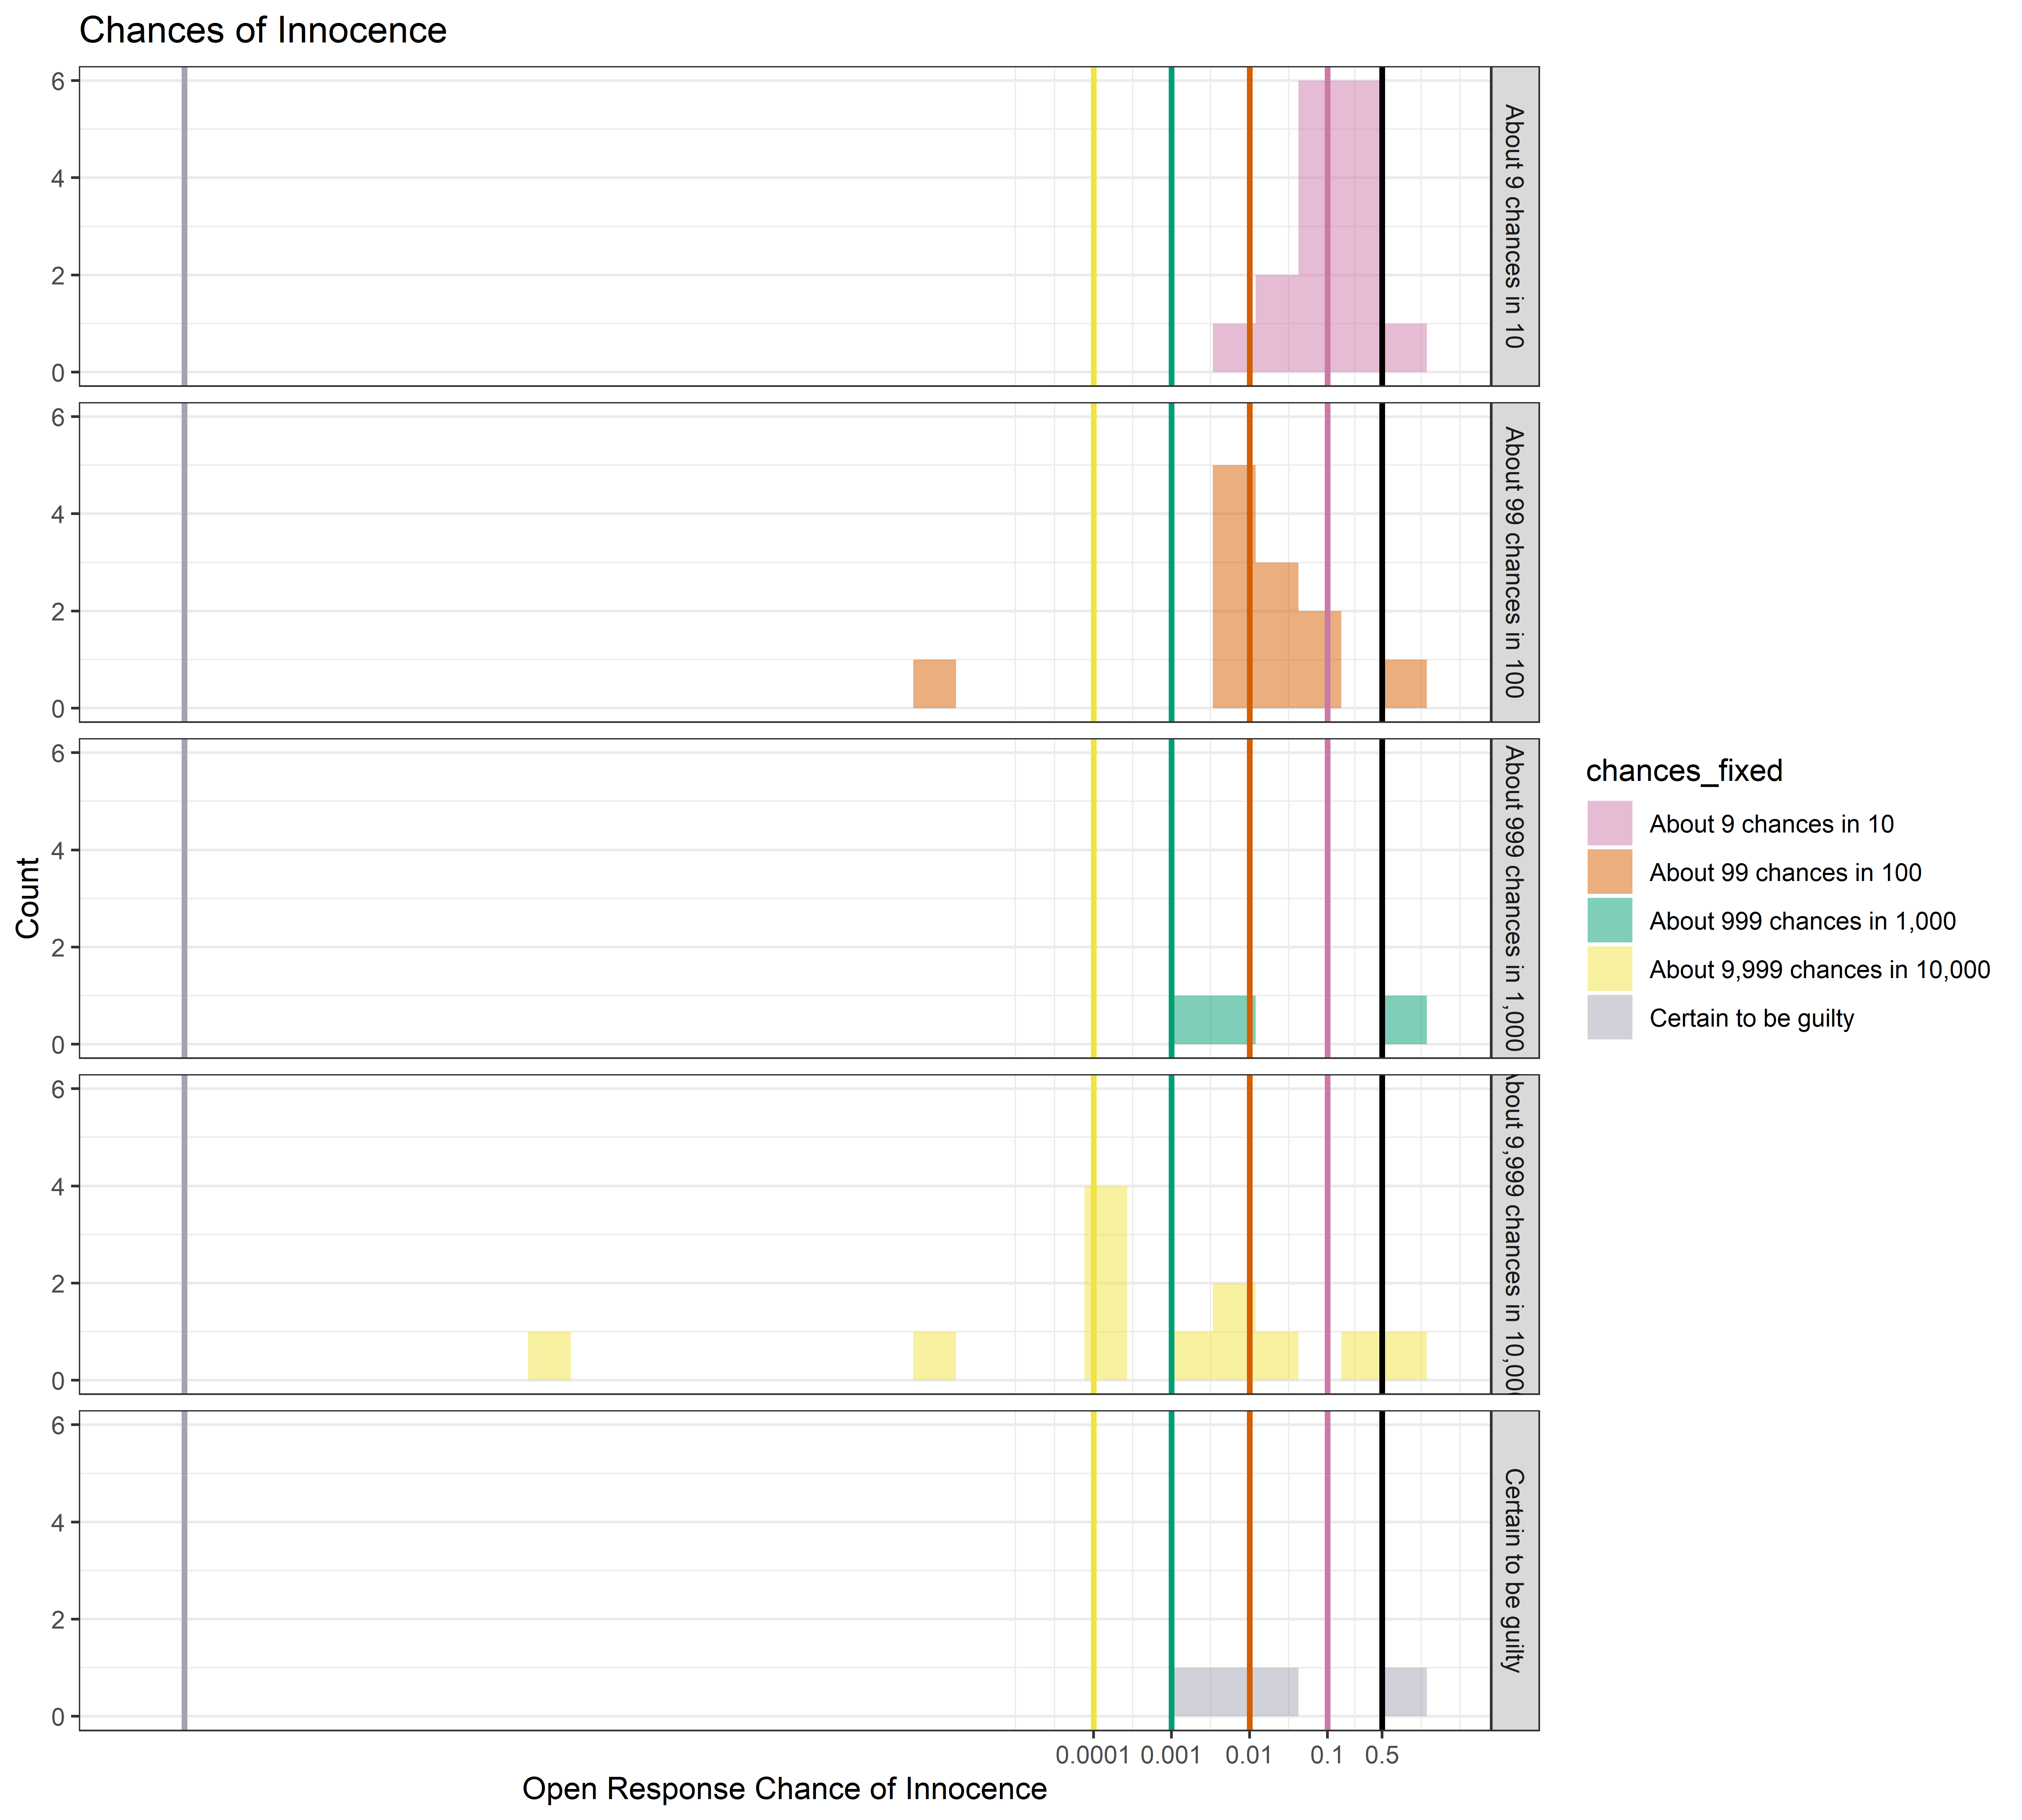 Chances of Innocence
6
4
2
0
About 9 chances in 10
6
4
2
0
About 99 chances in 100
6
4
2
0
About 999 chances in 1,000
6
4
2
0
About 9,999 chances in 10,000
6
4
2
0
Certain to be guilty
Count
0.0001 0.001 0.01 0.1 0.5
Open Response Chance of Innocence
chances_fixed
About 9 chances in 10
About 99 chances in 100
About 999 chances in 1,000
About 9,999 chances in 10,000
Certain to be guilty